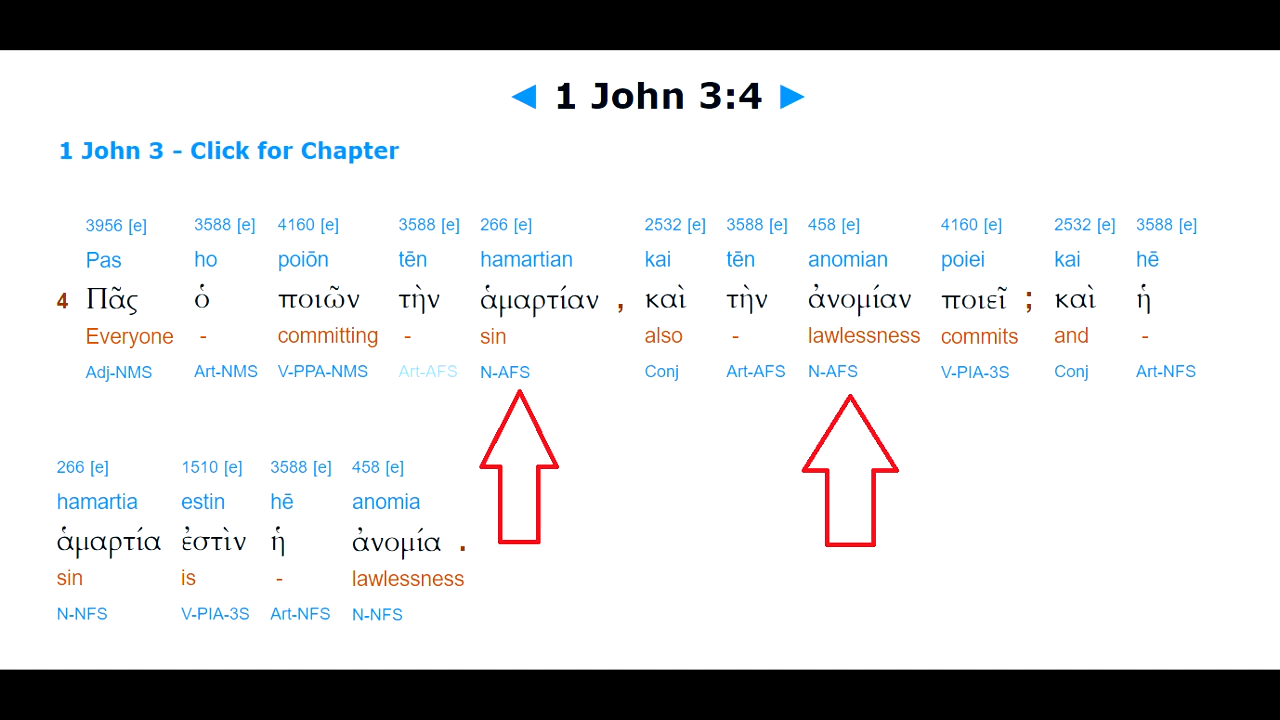 ◄ 1 John 3:4 ►
1 John 3 - Click for Chapter
3956 [e] 3588 [e] 4160 [e] 3588 [e] 266 [e] 2532 [e] 3588 [e] 458 [e] 4160 [e] 2532 [e] 3588 [e]
Pas ho poiōn tēn hamartian kai tēn anomian poiei kai hē
4 Πᾶς ὁ ποιῶν τὴν ἁμαρτίαν , καὶ τὴν ἀνομίαν ποιεῖ ; καὶ ἡ
Everyone - committing - sin also - lawlessness commits and -
Adj-NMS Art-NMS V-PPA-NMS Art-AFS N-AFS Conj Art-AFS N-AFS V-PIA-3S Conj Art-NFS
266 [e] 1510 [e] 3588 [e] 458 [e]
hamartia estin hē anomia
ἁμαρτία ἐστὶν ἡ ἀνομία .
sin is - lawlessness
N-NFS V-PIA-3S Art-NFS N-NFS